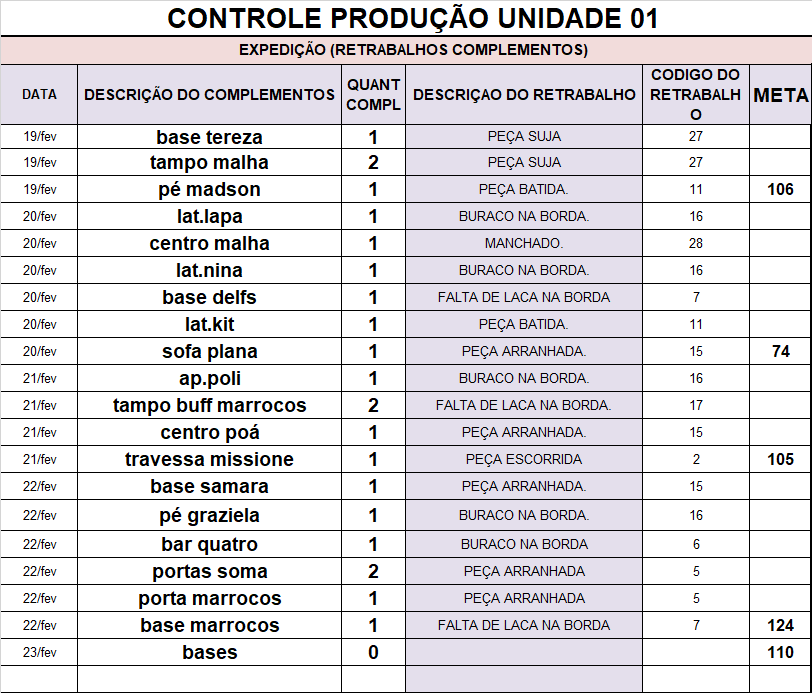 CONTROLE PRODUÇÃO UNIDADE 01
EXPEDIÇÃO (RETRABALHOS COMPLEMENTOS)
DATA DESCRIÇÃO DO COMPLEMENTOS QUANT COMPL DESCRIÇAO DO RETRABALHO CODIGO DO RETRABALHO META
19/fev base tereza 1 PEÇA SUJA 27
19/fev tampo malha 2 PEÇA SUJA 27
19/fev pé madson 1 PEÇA BATIDA. 11 106
20/fev lat.lapa 1 BURACO NA BORDA. 16
20/fev centro malha 1 MANCHADO. 28
20/fev lat.nina 1 BURACO NA BORDA. 16
20/fev base delfs 1 FALTA DE LACA NA BORDA 7
20/fev lat.kit 1 PEÇA BATIDA. 11
20/fev sofa plana 1 PEÇA ARRANHADA. 15 74
21/fev ap.poli 1 BURACO NA BORDA. 16
21/fev tampo buff marrocos 2 FALTA DE LACA NA BORDA. 17
21/fev centro poá 1 PEÇA ARRANHADA. 15
21/fev travessa missione 1 PEÇA ESCORRIDA 2 105
22/fev base samara 1 PEÇA ARRANHADA. 15
22/fev pé graziela 1 BURACO NA BORDA. 16
22/fev bar quatro 1 BURACO NA BORDA 6
22/fev portas soma 2 PEÇA ARRANHADA 5
22/fev porta marrocos 1 PEÇA ARRANHADA 5
22/fev base marrocos 1 FALTA DE LACA NA BORDA 7 124
23/fev bases 0 110